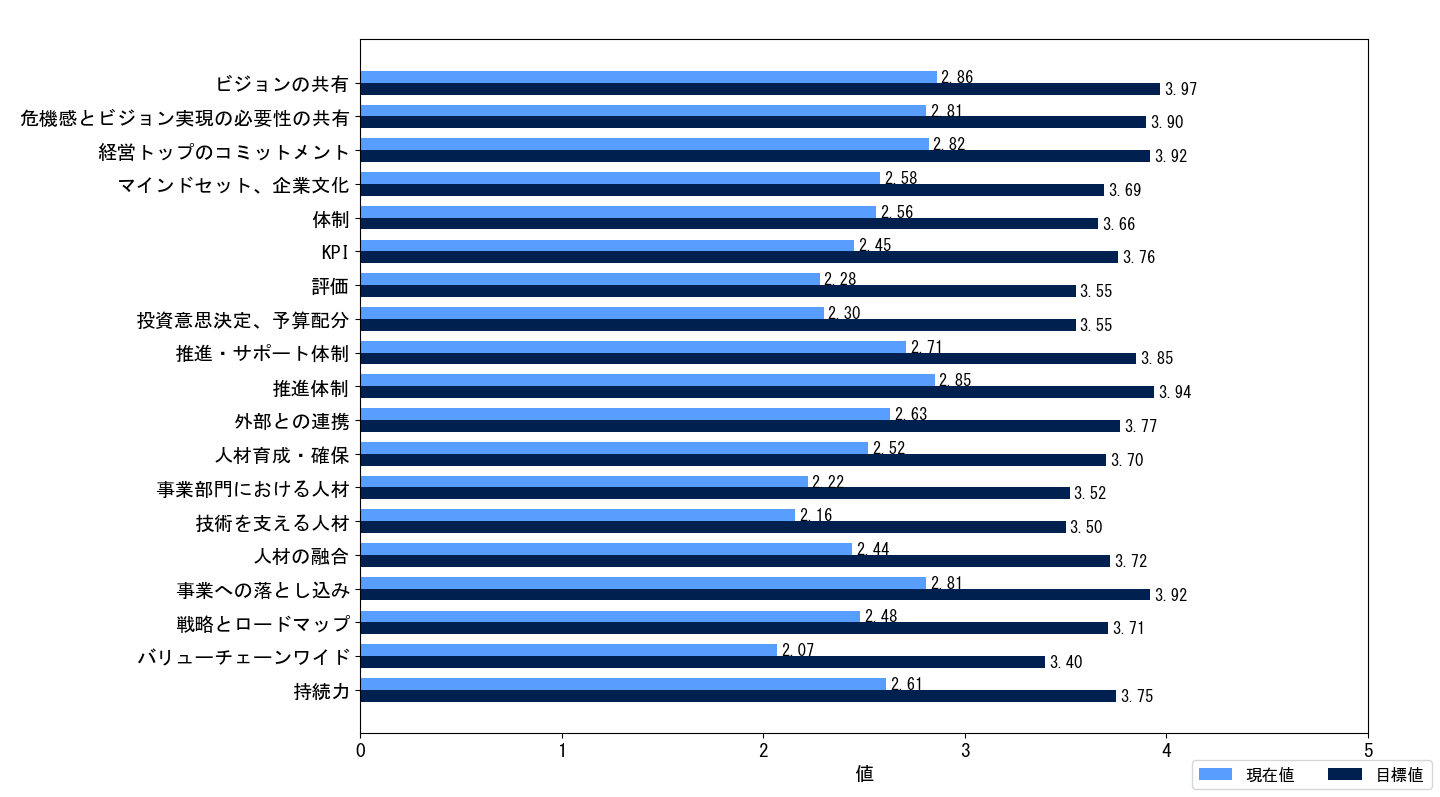 ビジョンの共有 2.86 3.97
危機感とビジョン実現の必要性の共有 2.81 3.90
経営トップのコミットメント 2.82 3.92
マインドセット、企業文化 2.58 3.69
体制 2.56 3.66
KPI 2.45 3.76
評価 2.28 3.55
投資意思決定、予算配分 2.30 3.55
推進・サポート体制 2.71 3.85
推進体制 2.85 3.94
外部との連携 2.63 3.77
人材育成・確保 2.52 3.70
事業部門における人材 2.22 3.52
技術を支える人材 2.16 3.50
人材の融合 2.44 3.72
事業への落とし込み 2.81 3.92
戦略とロードマップ 2.48 3.71
バリューチェーンワイド 2.07 3.40
持続力 2.61 3.75
0 1 2 3 4 5
値
現在値 目標値